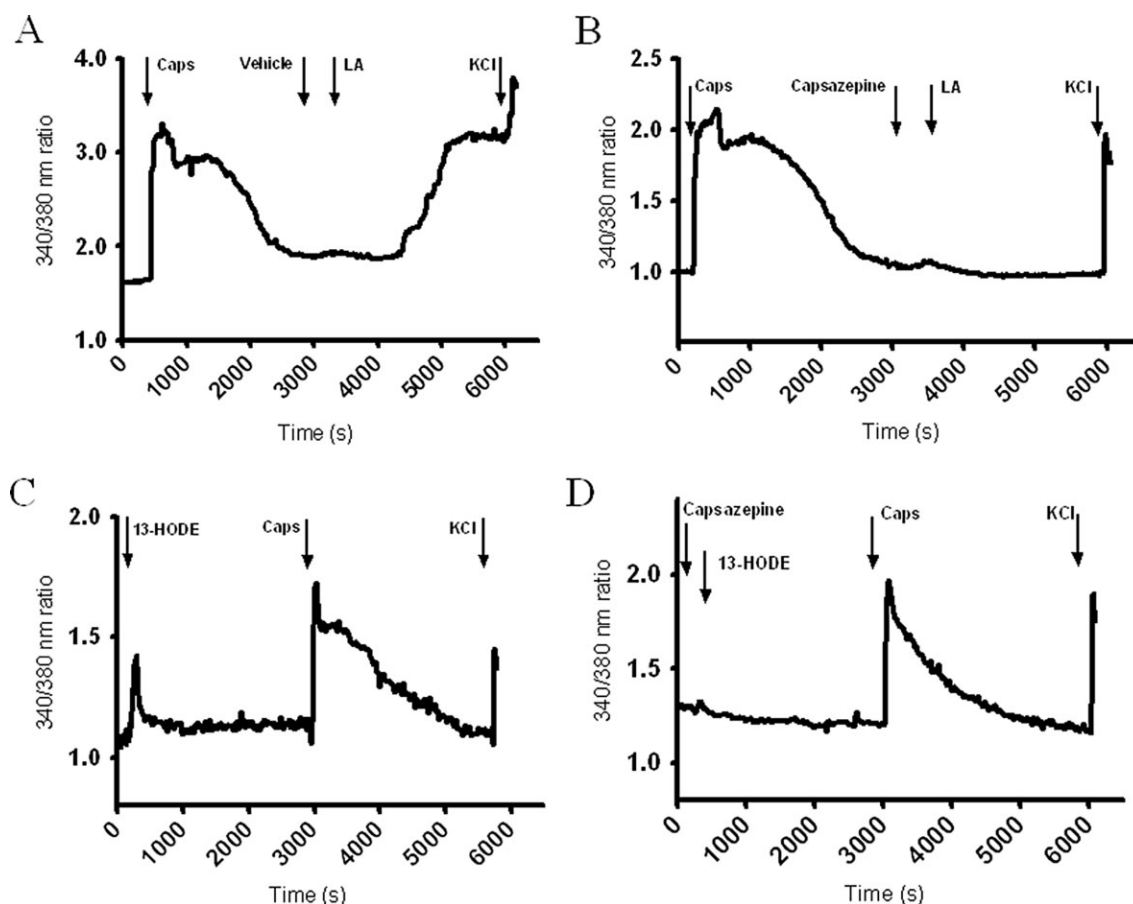 A
4.0
3.0
2.0
1.0
340/380 nm ratio
Caps
Vehicle
LA
KCl
0
1000
2000
3000
4000
5000
6000
Time (s)
B
2.5
2.0
1.5
1.0
340/380 nm ratio
Caps
Capsazepine
LA
KCl
0
1000
2000
3000
4000
5000
6000
Time (s)
C
2.0
1.5
1.0
340/380 nm ratio
13-HODE
Caps
KCl
0
1000
2000
3000
4000
5000
6000
Time (s)
D
2.0
1.5
1.0
340/380 nm ratio
Capsazepine
13-HODE
Caps
KCl
0
1000
2000
3000
4000
5000
6000
Time (s)